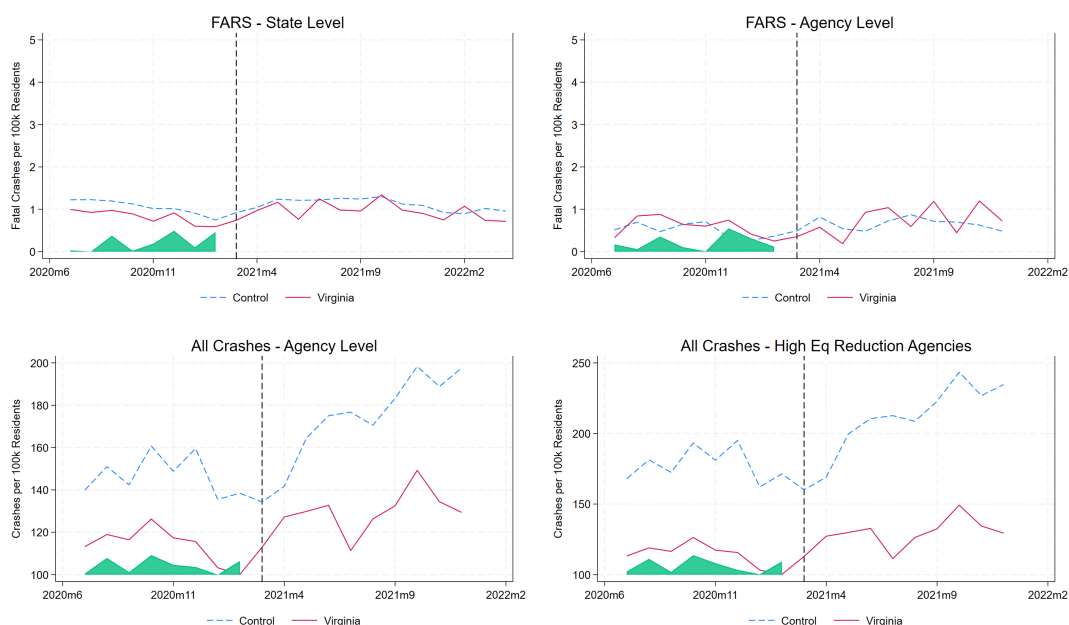 FARS - State Level
Fatal Crashes per 100k Residents
5
4
3
2
1
0
2020m6 2020m11 2021m4 2021m9 2022m2
Control Virginia
FARS - Agency Level
Fatal Crashes per 100k Residents
5
4
3
2
1
0
2020m6 2020m11 2021m4 2021m9 2022m2
Control Virginia
All Crashes - Agency Level
Crashes per 100k Residents
200
180
160
140
120
100
2020m6 2020m11 2021m4 2021m9 2022m2
Control Virginia
All Crashes - High Eq Reduction Agencies
Crashes per 100k Residents
250
200
150
100
2020m6 2020m11 2021m4 2021m9 2022m2
Control Virginia